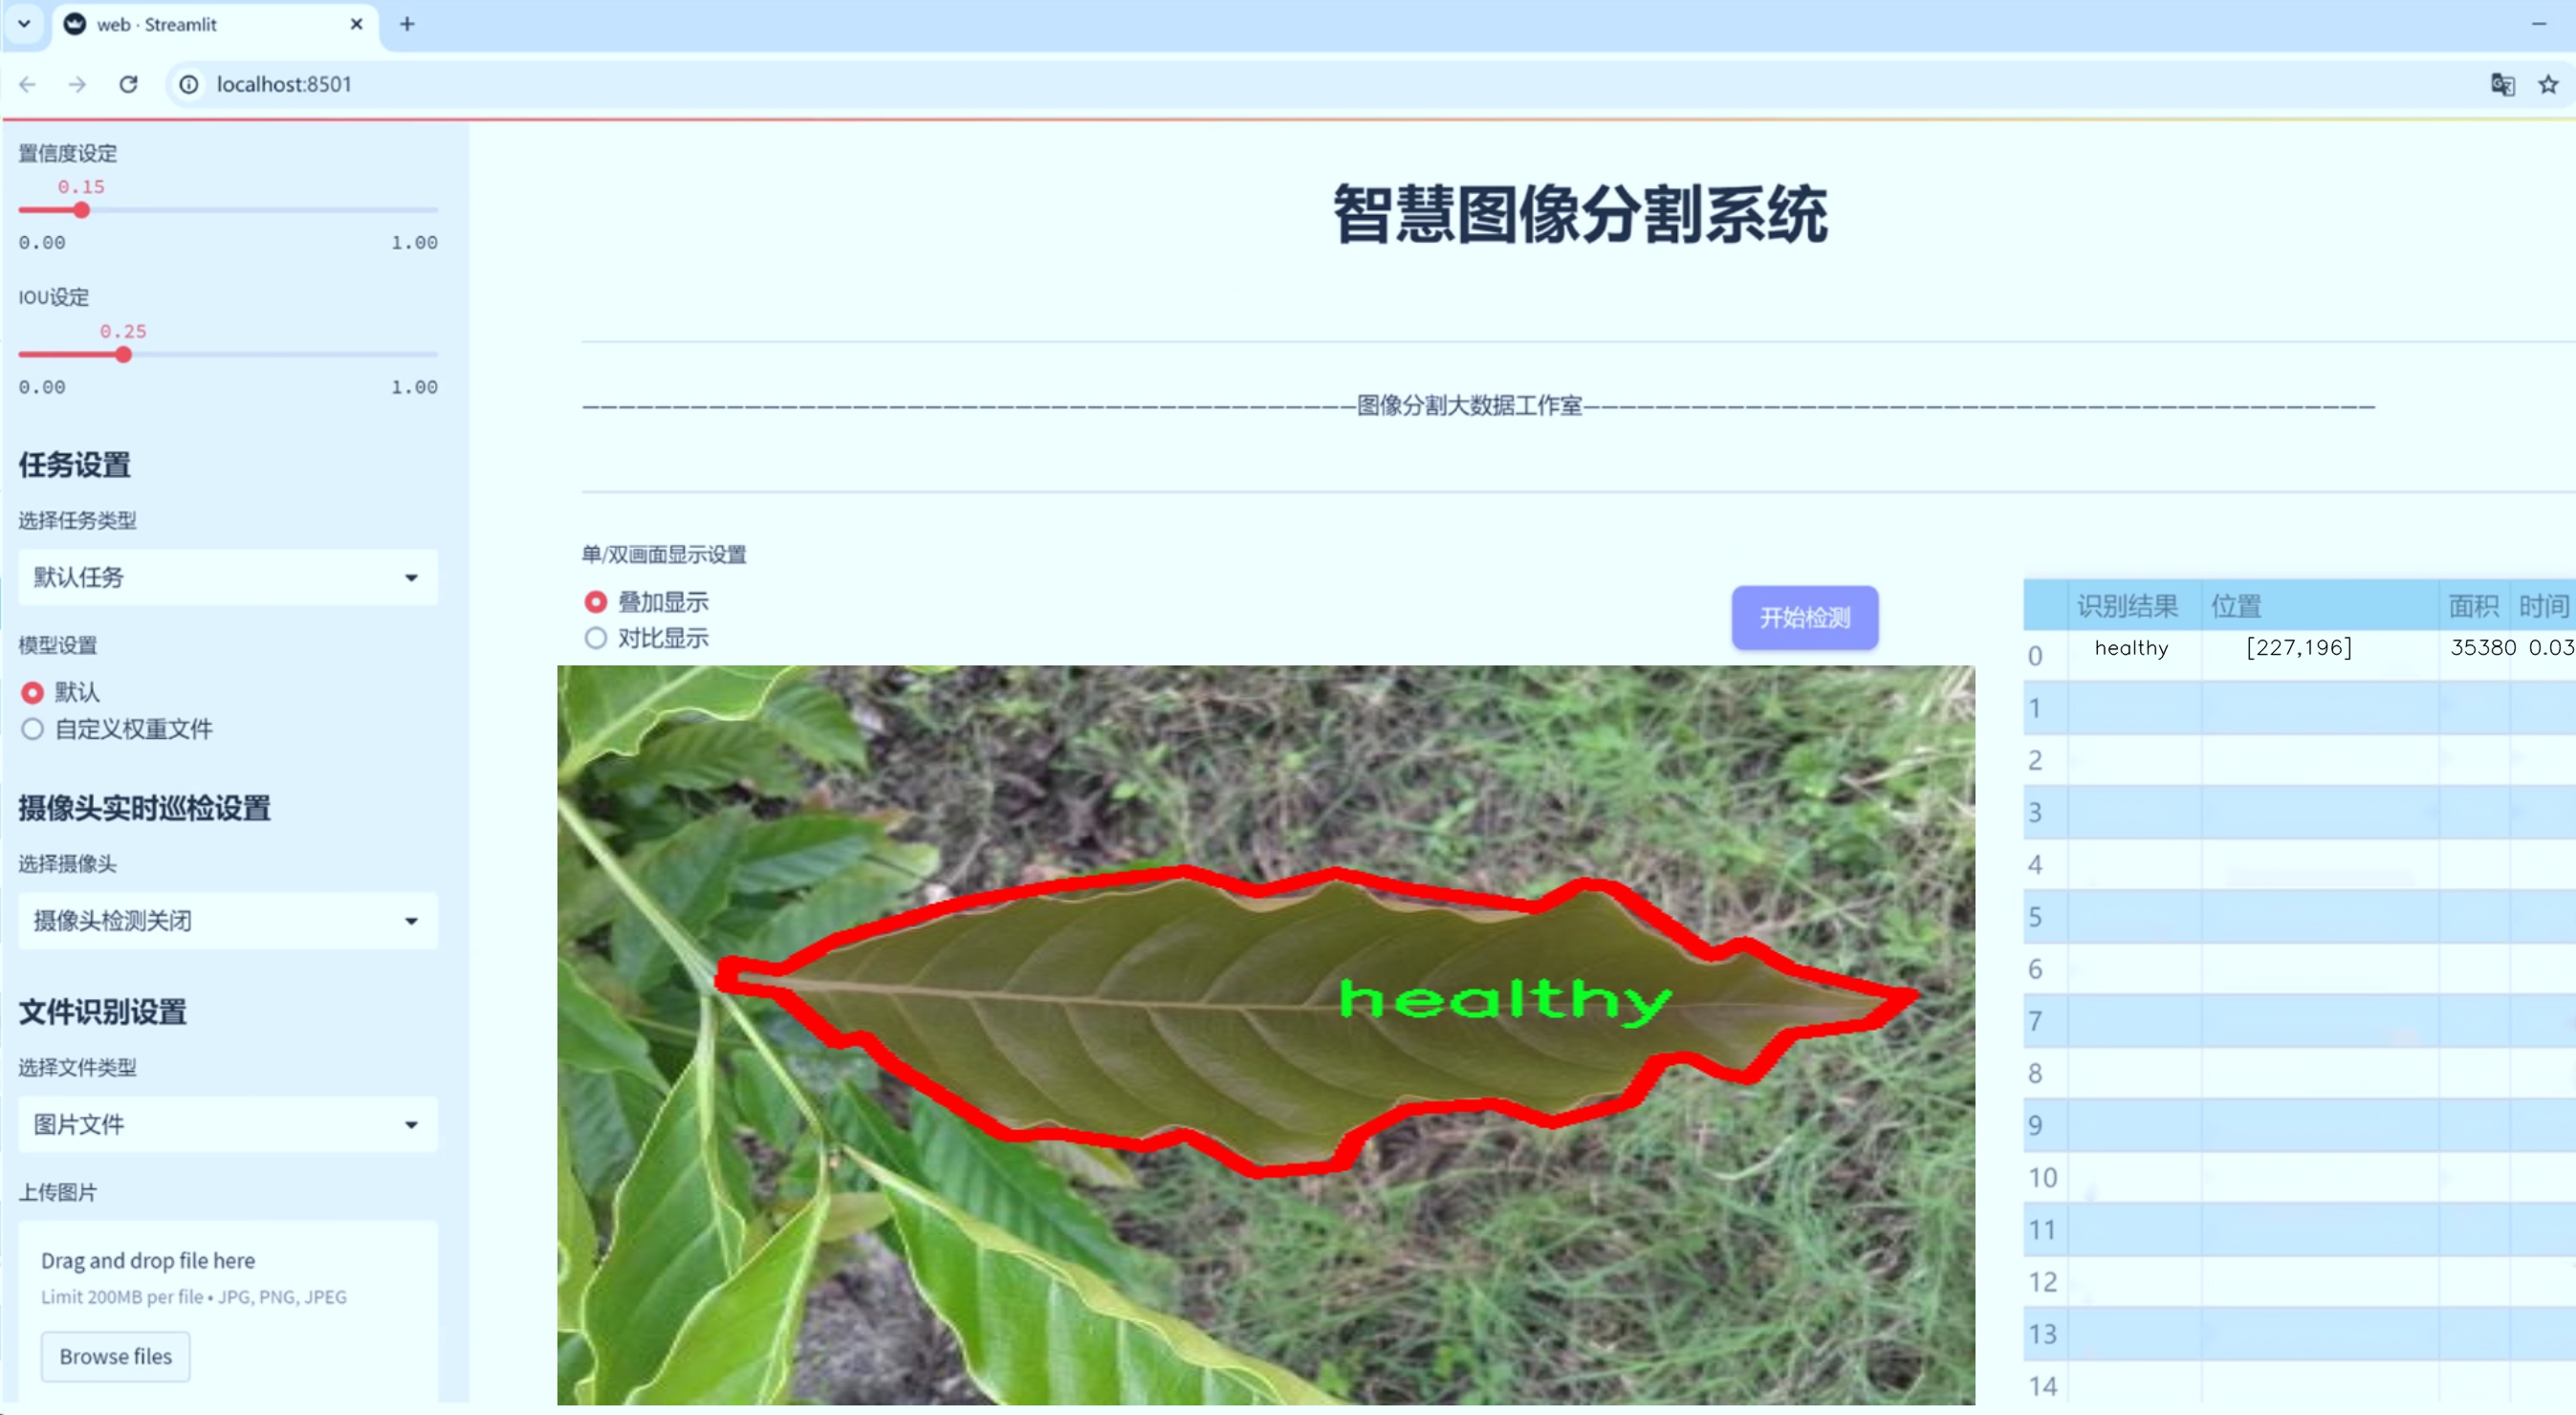 web · Streamlit
localhost:8501
置信度设定
0.15
0.00 1.00
IOU设定
0.25
0.00 1.00
任务设置
选择任务类型
默认任务
模型设置
默认
自定义权重文件
摄像头实时巡检设置
选择摄像头
摄像头检测关闭
文件识别设置
选择文件类型
图片文件
上传图片
Drag and drop file here
Limit 200MB per file • JPG, PNG, JPEG
Browse files
智慧图像分割系统
图像分割大数据工作室
单/双画面显示设置
叠加显示
对比显示
开始检测
healthy
识别结果 位置 面积 时间
0 healthy [227,196] 35380 0.03
1
2
3
4
5
6
7
8
9
10
11
12
13
14